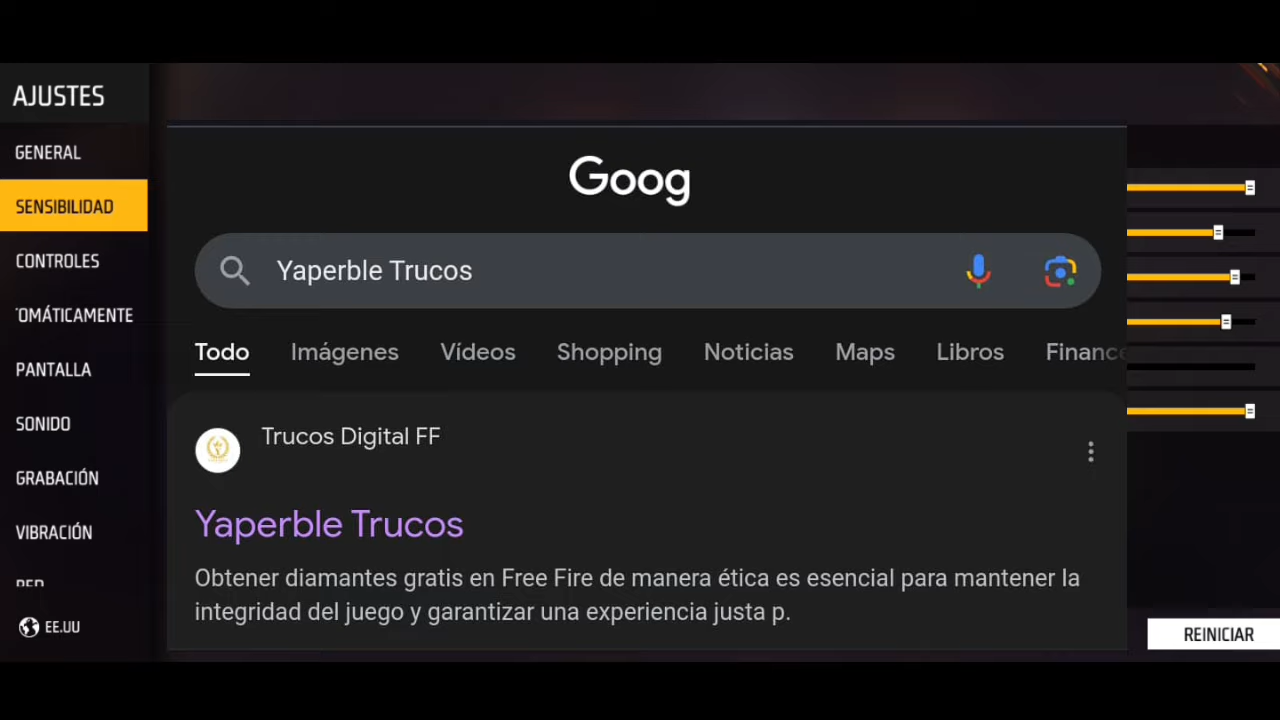 AJUSTES
GENERAL
SENSIBILIDAD
CONTROLES
TOMÁTICAMENTE
PANTALLA
SONIDO
GRABACIÓN
VIBRACIÓN
EE.UU
Goog
Yaperble Trucos
Todo Imágenes Vídeos Shopping Noticias Maps Libros Finance
Trucos Digital FF
Yaperble Trucos
Obtener diamantes gratis en Free Fire de manera ética es esencial para mantener la
integridad del juego y garantizar una experiencia justa p.
REINICIAR